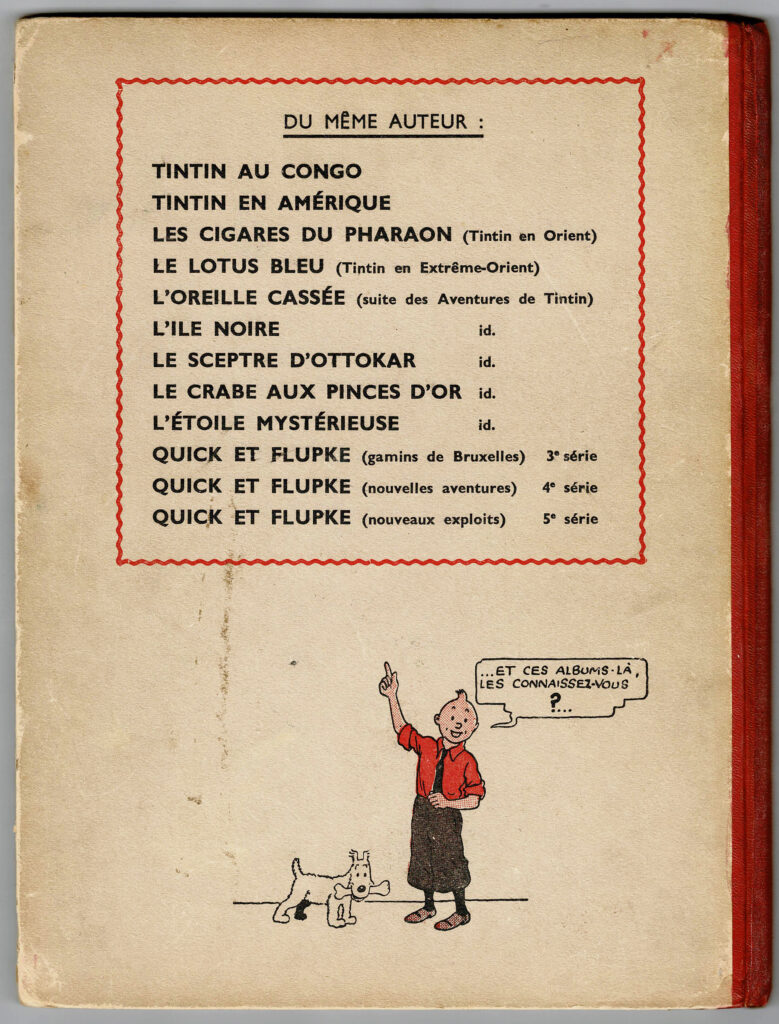 DU MÊME AUTEUR :
TINTIN AU CONGO
TINTIN EN AMÉRIQUE
LES CIGARES DU PHARAON (Tintin en Orient)
LE LOTUS BLEU (Tintin en Extrême-Orient)
L'OREILLE CASSÉE (suite des Aventures de Tintin)
L'ILE NOIRE id.
LE SCEPTRE D'OTTOKAR id.
LE CRABE AUX PINCES D'OR id.
L'ÉTOILE MYSTÉRIEUSE id.
QUICK ET FLUPKE (gamins de Bruxelles) 3e série
QUICK ET FLUPKE (nouvelles aventures) 4e série
QUICK ET FLUPKE (nouveaux exploits) 5e série
...ET CES ALBUMS-LÀ,
LES CONNAISSEZ-VOUS
?...